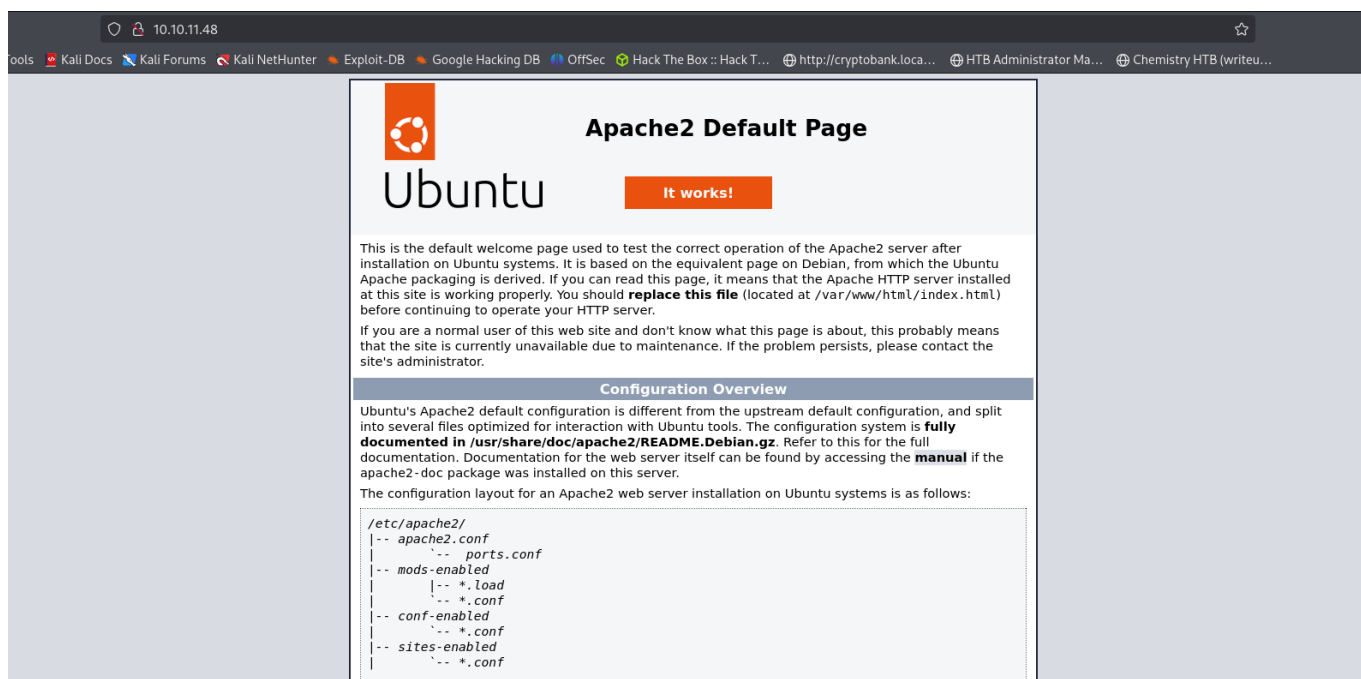 10.10.11.48
ools Kali Docs Kali Forums Kali NetHunter Exploit-DB Google Hacking DB OffSec Hack The Box :: Hack T... http://cryptobank.loca... HTB Administrator Ma... Chemistry HTB (writeu...
Apache2 Default Page
Ubuntu
It works!
This is the default welcome page used to test the correct operation of the Apache2 server after
installation on Ubuntu systems. It is based on the equivalent page on Debian, from which the Ubuntu
Apache packaging is derived. If you can read this page, it means that the Apache HTTP server installed
at this site is working properly. You should replace this file (located at /var/www/html/index.html)
before continuing to operate your HTTP server.
If you are a normal user of this web site and don't know what this page is about, this probably means
that the site is currently unavailable due to maintenance. If the problem persists, please contact the
site's administrator.
Configuration Overview
Ubuntu's Apache2 default configuration is different from the upstream default configuration, and split
into several files optimized for interaction with Ubuntu tools. The configuration system is fully
documented in /usr/share/doc/apache2/README.Debian.gz. Refer to this for the full
documentation. Documentation for the web server itself can be found by accessing the manual if the
apache2-doc package was installed on this server.
The configuration layout for an Apache2 web server installation on Ubuntu systems is as follows:
/etc/apache2/
|-- apache2.conf
|       `--  ports.conf
|-- mods-enabled
|       |-- *.load
|       `-- *.conf
|-- conf-enabled
|       `-- *.conf
|-- sites-enabled
|       `-- *.conf